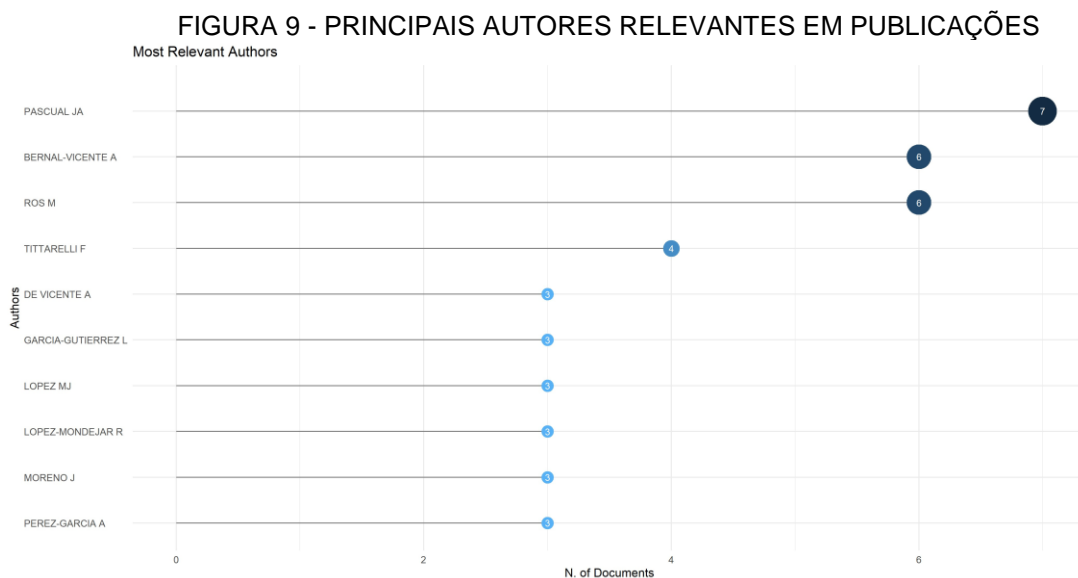 FIGURA 9 - PRINCIPAIS AUTORES RELEVANTES EM PUBLICAÇÕES
Most Relevant Authors
Authors
PASCUAL JA 7
BERNAL-VICENTE A 6
ROS M 6
TITTARELLI F 4
DE VICENTE A 3
GARCIA-GUTIERREZ L 3
LOPEZ MJ 3
LOPEZ-MONDEJAR R 3
MORENO J 3
PEREZ-GARCIA A 3
0 2 4 6
N. of Documents